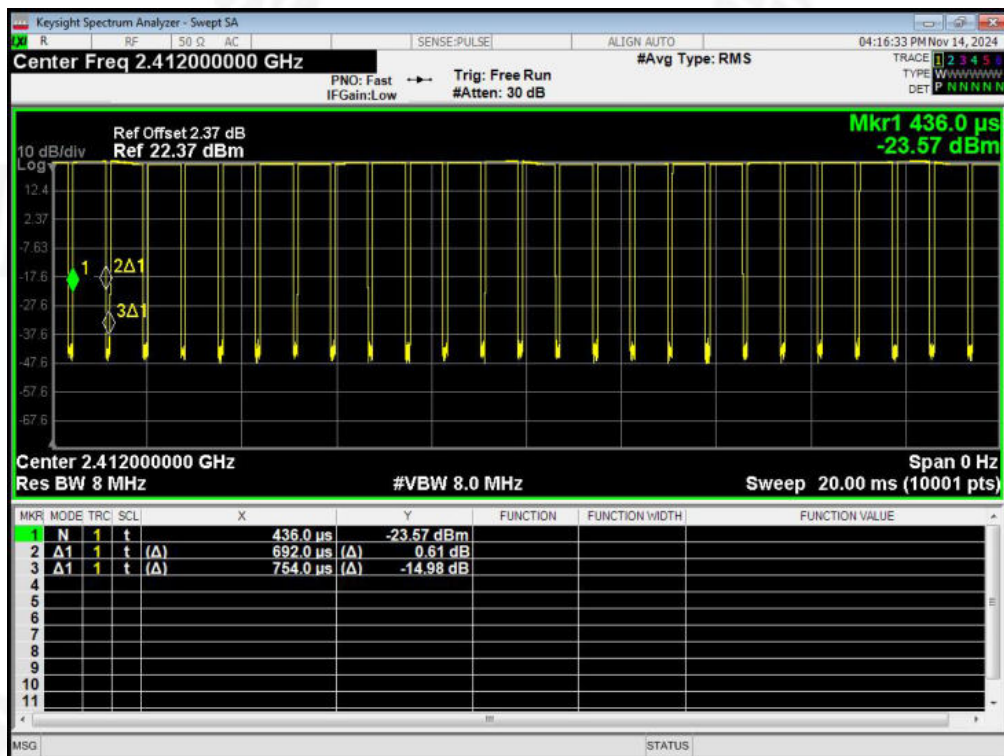 Keysight Spectrum Analyzer - Swept SA
R RF 50 Ω AC SENSE:PULSE ALIGN AUTO 04:16:33 PM Nov 14, 2024
Center Freq 2.412000000 GHz
#Avg Type: RMS
TRACE 1 2 3 4 5 6
PNO: Fast Trig: Free Run
TYPE WWWWWW
IFGain:Low #Atten: 30 dB
DET P N N N N N
Mkr1 436.0 µs
Ref Offset 2.37 dB
-23.57 dBm
10 dB/div Ref 22.37 dBm
Log
12.4
2.37
-7.63
1 2Δ1
-17.6
-27.6
3Δ1
-37.6
-47.6
-57.6
-67.6
Center 2.412000000 GHz Span 0 Hz
Res BW 8 MHz #VBW 8.0 MHz Sweep 20.00 ms (10001 pts)
MKR MODE TRC SCL X Y FUNCTION FUNCTION WIDTH FUNCTION VALUE
1 N 1 t 436.0 µs -23.57 dBm
2 Δ1 1 t (Δ) 692.0 µs (Δ) 0.61 dB
3 Δ1 1 t (Δ) 754.0 µs (Δ) -14.98 dB
4
5
6
7
8
9
10
11
MSG STATUS